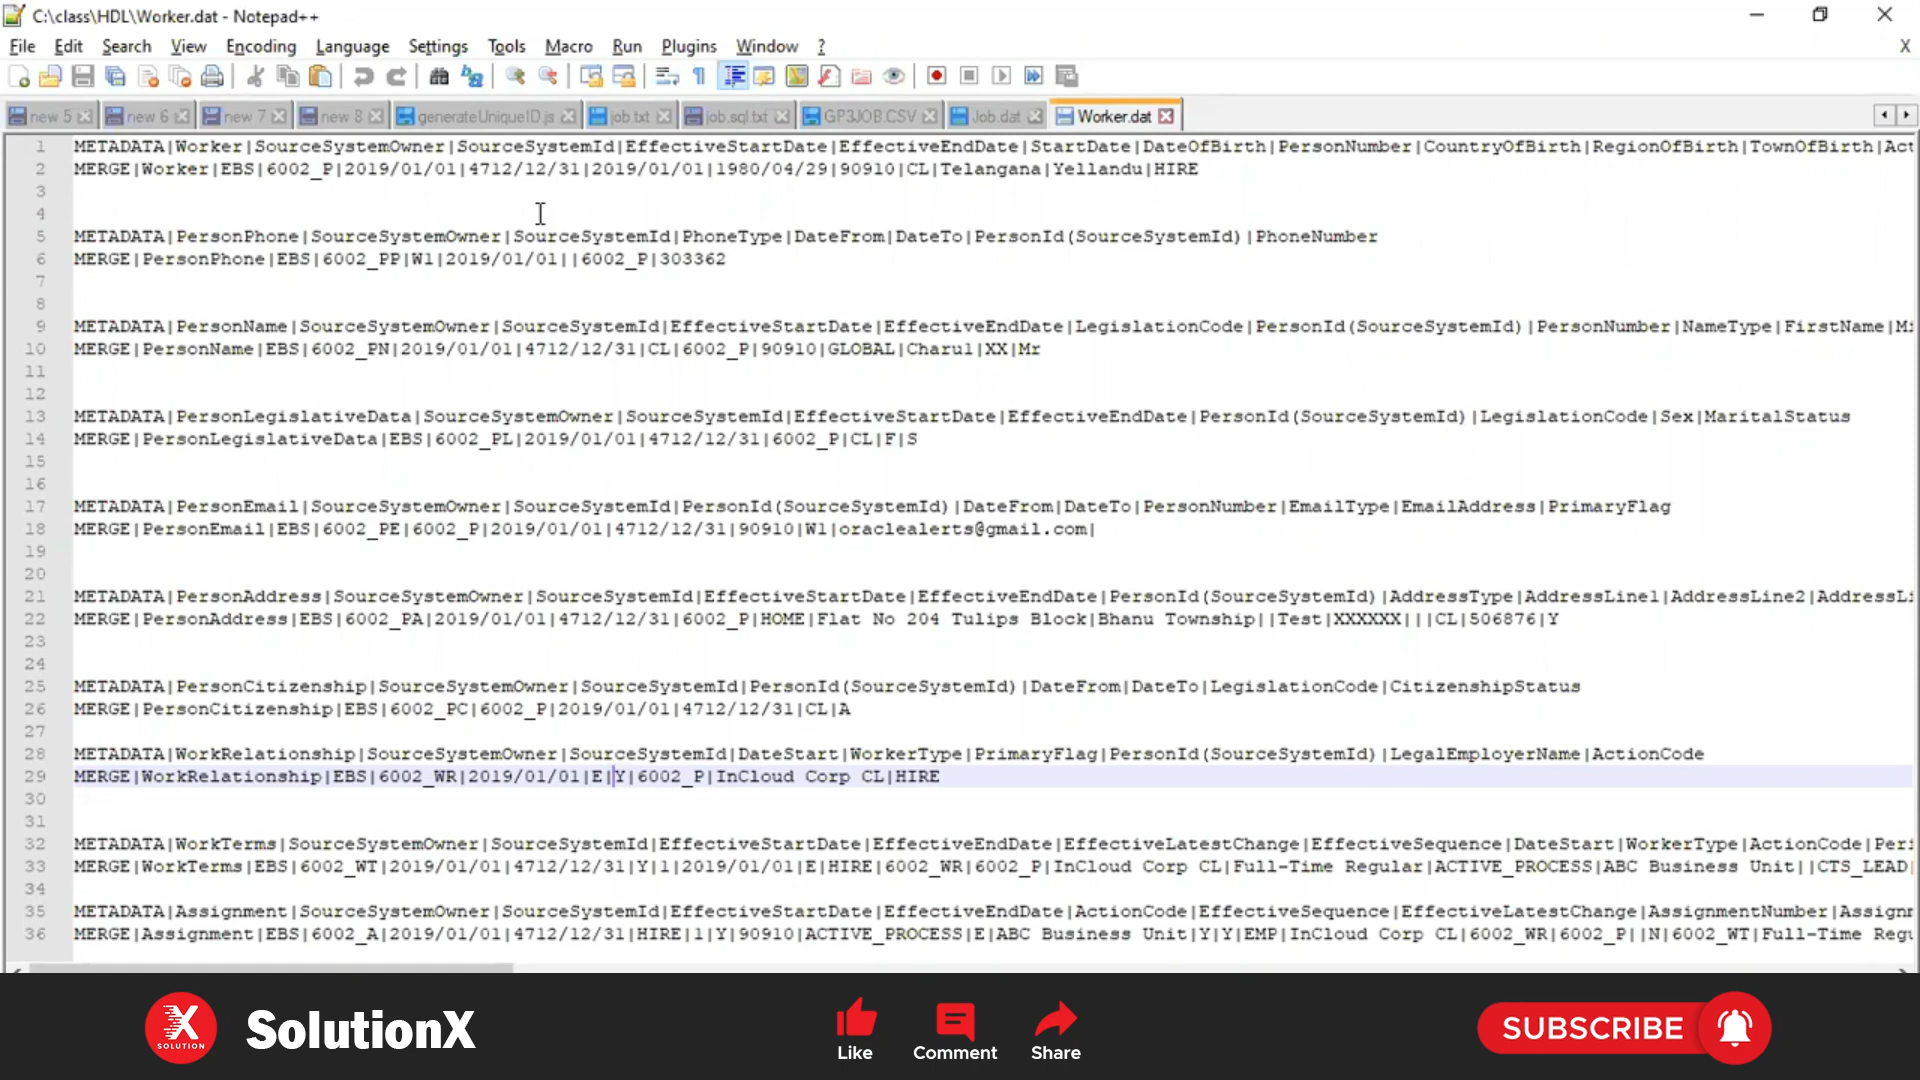 C:\class\HDL\Worker.dat - Notepad++
File Edit Search View Encoding Language Settings Tools Macro Run Plugins Window ? X
new 5 new 6 new 7 new 8 generateUniqueID.js job.txt job.sql.txt GP3JOB.CSV Job.dat Worker.dat
1 METADATA|Worker|SourceSystemOwner|SourceSystemId|EffectiveStartDate|EffectiveEndDate|StartDate|DateOfBirth|PersonNumber|CountryOfBirth|RegionOfBirth|TownOfBirth|Act
2 MERGE|Worker|EBS|6002_P|2019/01/01|4712/12/31|2019/01/01|1980/04/29|90910|CL|Telangana|Yellandu|HIRE
3
4
5 METADATA|PersonPhone|SourceSystemOwner|SourceSystemId|PhoneType|DateFrom|DateTo|PersonId(SourceSystemId)|PhoneNumber
6 MERGE|PersonPhone|EBS|6002_PP|W1|2019/01/01||6002_P|303362
7
8
9 METADATA|PersonName|SourceSystemOwner|SourceSystemId|EffectiveStartDate|EffectiveEndDate|LegislationCode|PersonId(SourceSystemId)|PersonNumber|NameType|FirstName|Mi
10 MERGE|PersonName|EBS|6002_PN|2019/01/01|4712/12/31|CL|6002_P|90910|GLOBAL|Charul|XX|Mr
11
12
13 METADATA|PersonLegislativeData|SourceSystemOwner|SourceSystemId|EffectiveStartDate|EffectiveEndDate|PersonId(SourceSystemId)|LegislationCode|Sex|MaritalStatus
14 MERGE|PersonLegislativeData|EBS|6002_PL|2019/01/01|4712/12/31|6002_P|CL|F|S
15
16
17 METADATA|PersonEmail|SourceSystemOwner|SourceSystemId|PersonId(SourceSystemId)|DateFrom|DateTo|PersonNumber|EmailType|EmailAddress|PrimaryFlag
18 MERGE|PersonEmail|EBS|6002_PE|6002_P|2019/01/01|4712/12/31|90910|W1|oraclealerts@gmail.com|
19
20
21 METADATA|PersonAddress|SourceSystemOwner|SourceSystemId|EffectiveStartDate|EffectiveEndDate|PersonId(SourceSystemId)|AddressType|AddressLine1|AddressLine2|AddressLi
22 MERGE|PersonAddress|EBS|6002_PA|2019/01/01|4712/12/31|6002_P|HOME|Flat No 204 Tulips Block|Bhanu Township||Test|XXXXXX|||CL|506876|Y
23
24
25 METADATA|PersonCitizenship|SourceSystemOwner|SourceSystemId|PersonId(SourceSystemId)|DateFrom|DateTo|LegislationCode|CitizenshipStatus
26 MERGE|PersonCitizenship|EBS|6002_PC|6002_P|2019/01/01|4712/12/31|CL|A
27
28 METADATA|WorkRelationship|SourceSystemOwner|SourceSystemId|DateStart|WorkerType|PrimaryFlag|PersonId(SourceSystemId)|LegalEmployerName|ActionCode
29 MERGE|WorkRelationship|EBS|6002_WR|2019/01/01|E|Y|6002_P|InCloud Corp CL|HIRE
30
31
32 METADATA|WorkTerms|SourceSystemOwner|SourceSystemId|EffectiveStartDate|EffectiveEndDate|EffectiveLatestChange|EffectiveSequence|DateStart|WorkerType|ActionCode|Peri
33 MERGE|WorkTerms|EBS|6002_WT|2019/01/01|4712/12/31|Y|1|2019/01/01|E|HIRE|6002_WR|6002_P|InCloud Corp CL|Full-Time Regular|ACTIVE_PROCESS|ABC Business Unit||CTS_LEAD|
34
35 METADATA|Assignment|SourceSystemOwner|SourceSystemId|EffectiveStartDate|EffectiveEndDate|ActionCode|EffectiveSequence|EffectiveLatestChange|AssignmentNumber|Assignm
36 MERGE|Assignment|EBS|6002_A|2019/01/01|4712/12/31|HIRE|1|Y|90910|ACTIVE_PROCESS|E|ABC Business Unit|Y|Y|EMP|InCloud Corp CL|6002_WR|6002_P||N|6002_WT|Full-Time Regu
X
SOLUTION
SolutionX
Like Comment Share
SUBSCRIBE